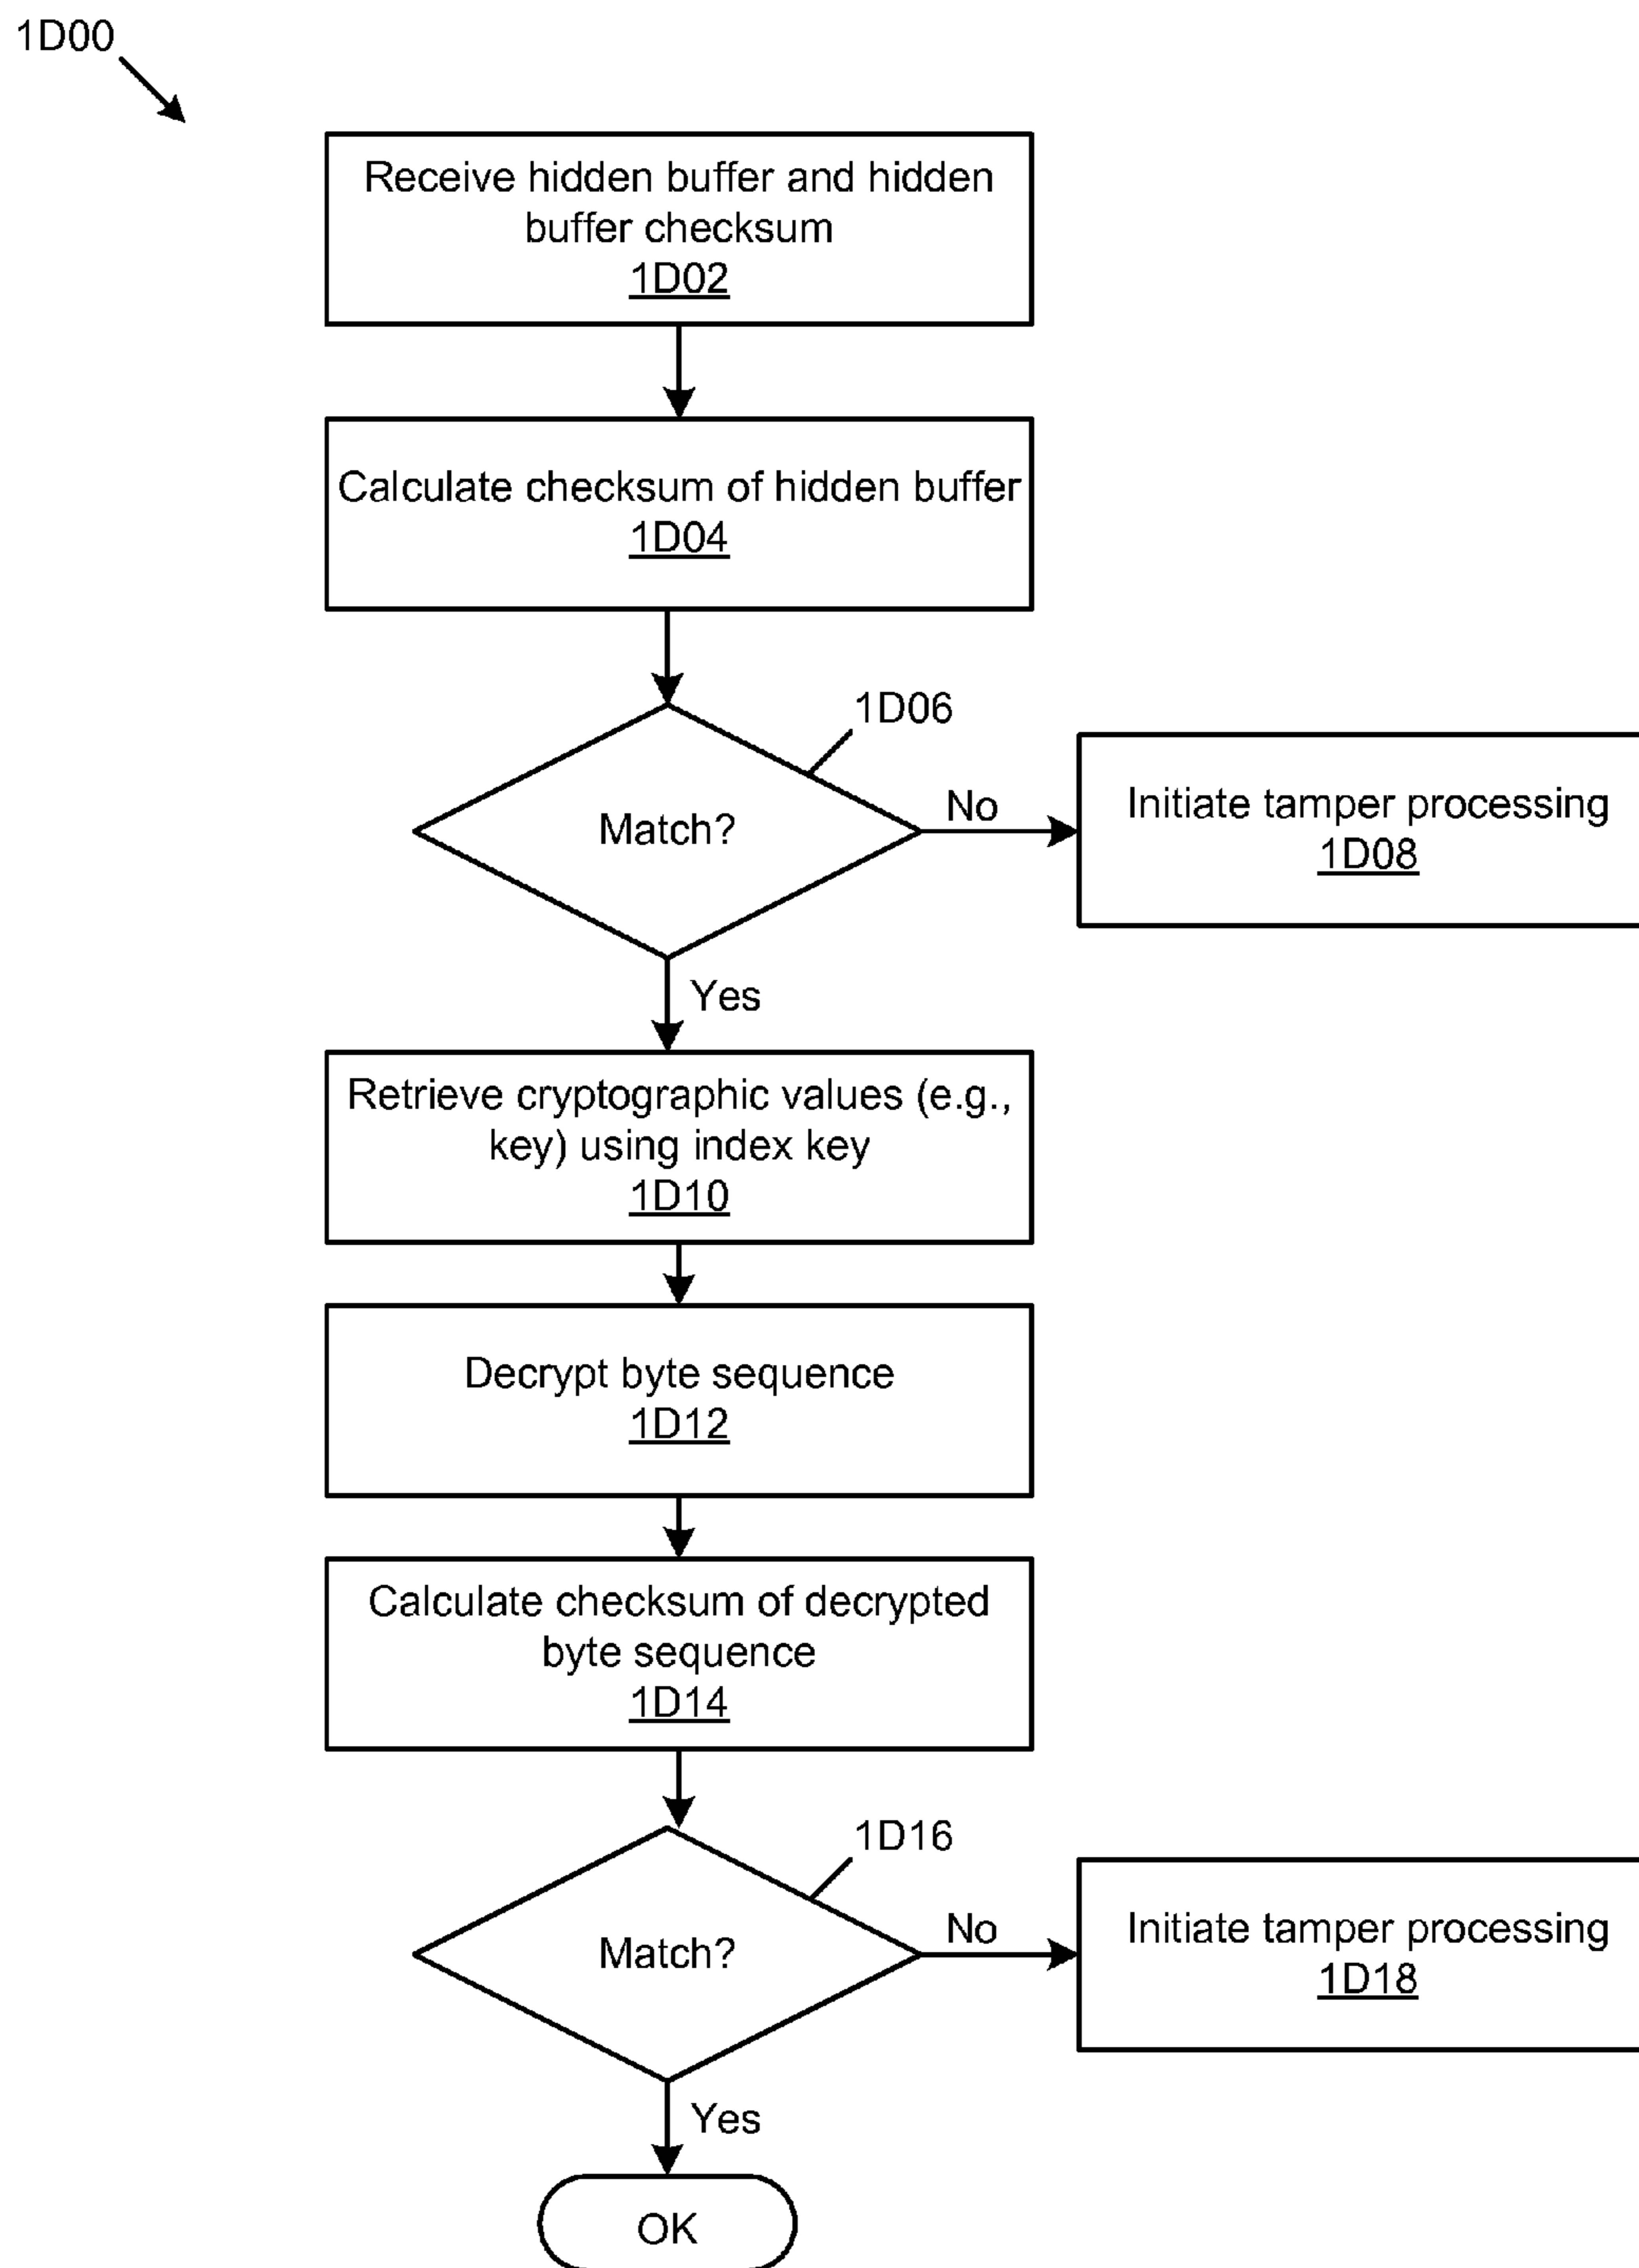 1D00
Receive hidden buffer and hidden
buffer checksum
1D02
Calculate checksum of hidden buffer
1D04
1D06
Match?
No
Initiate tamper processing
1D08
Yes
Retrieve cryptographic values (e.g.,
key) using index key
1D10
Decrypt byte sequence
1D12
Calculate checksum of decrypted
byte sequence
1D14
1D16
Match?
No
Initiate tamper processing
1D18
Yes
OK